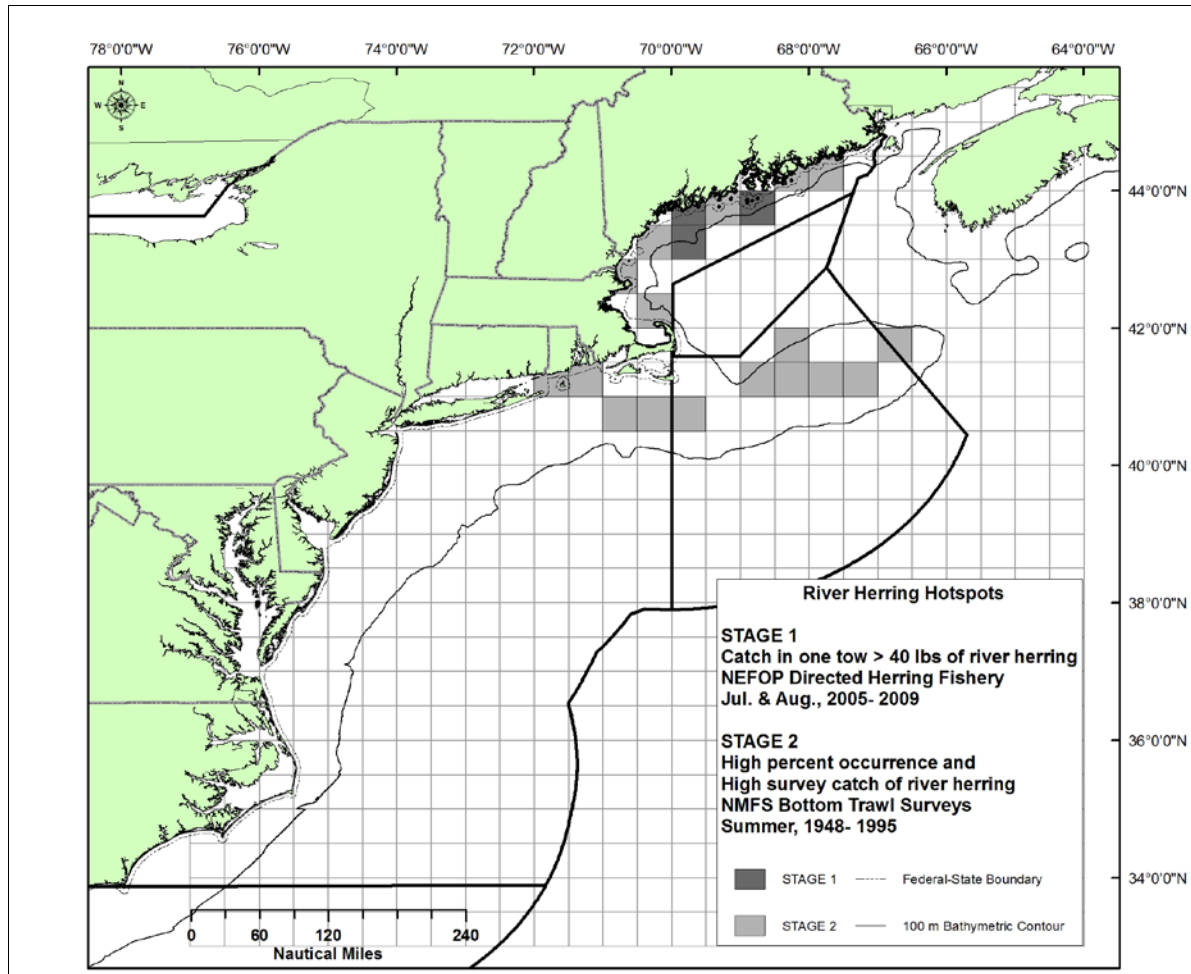 78°0'0"W 76°0'0"W 74°0'0"W 72°0'0"W 70°0'0"W 68°0'0"W 66°0'0"W 64°0'0"W
N
W E
S
44°0'0"N
42°0'0"N
40°0'0"N
38°0'0"N
36°0'0"N
34°0'0"N
River Herring Hotspots
STAGE 1
Catch in one tow > 40 lbs of river herring
NEFOP Directed Herring Fishery
Jul. & Aug., 2005- 2009
STAGE 2
High percent occurrence and
High survey catch of river herring
NMFS Bottom Trawl Surveys
Summer, 1948- 1995
STAGE 1 Federal-State Boundary
STAGE 2 100 m Bathymetric Contour
0 60 120 240
Nautical Miles